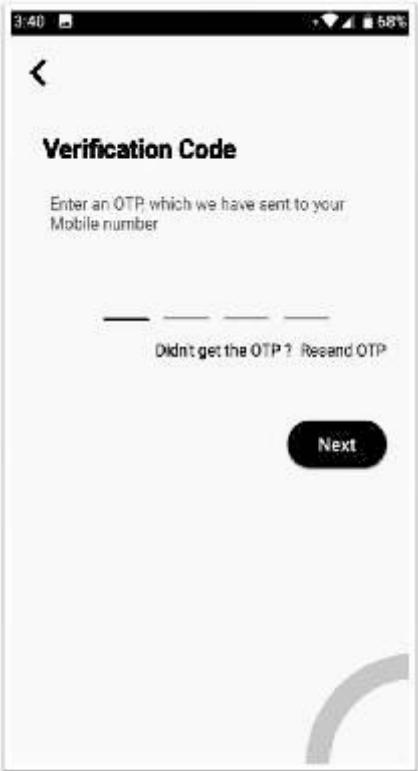 3:40 68%
Verification Code
Enter an OTP, which we have sent to your
Mobile number
Didn't get the OTP ? Resend OTP
Next